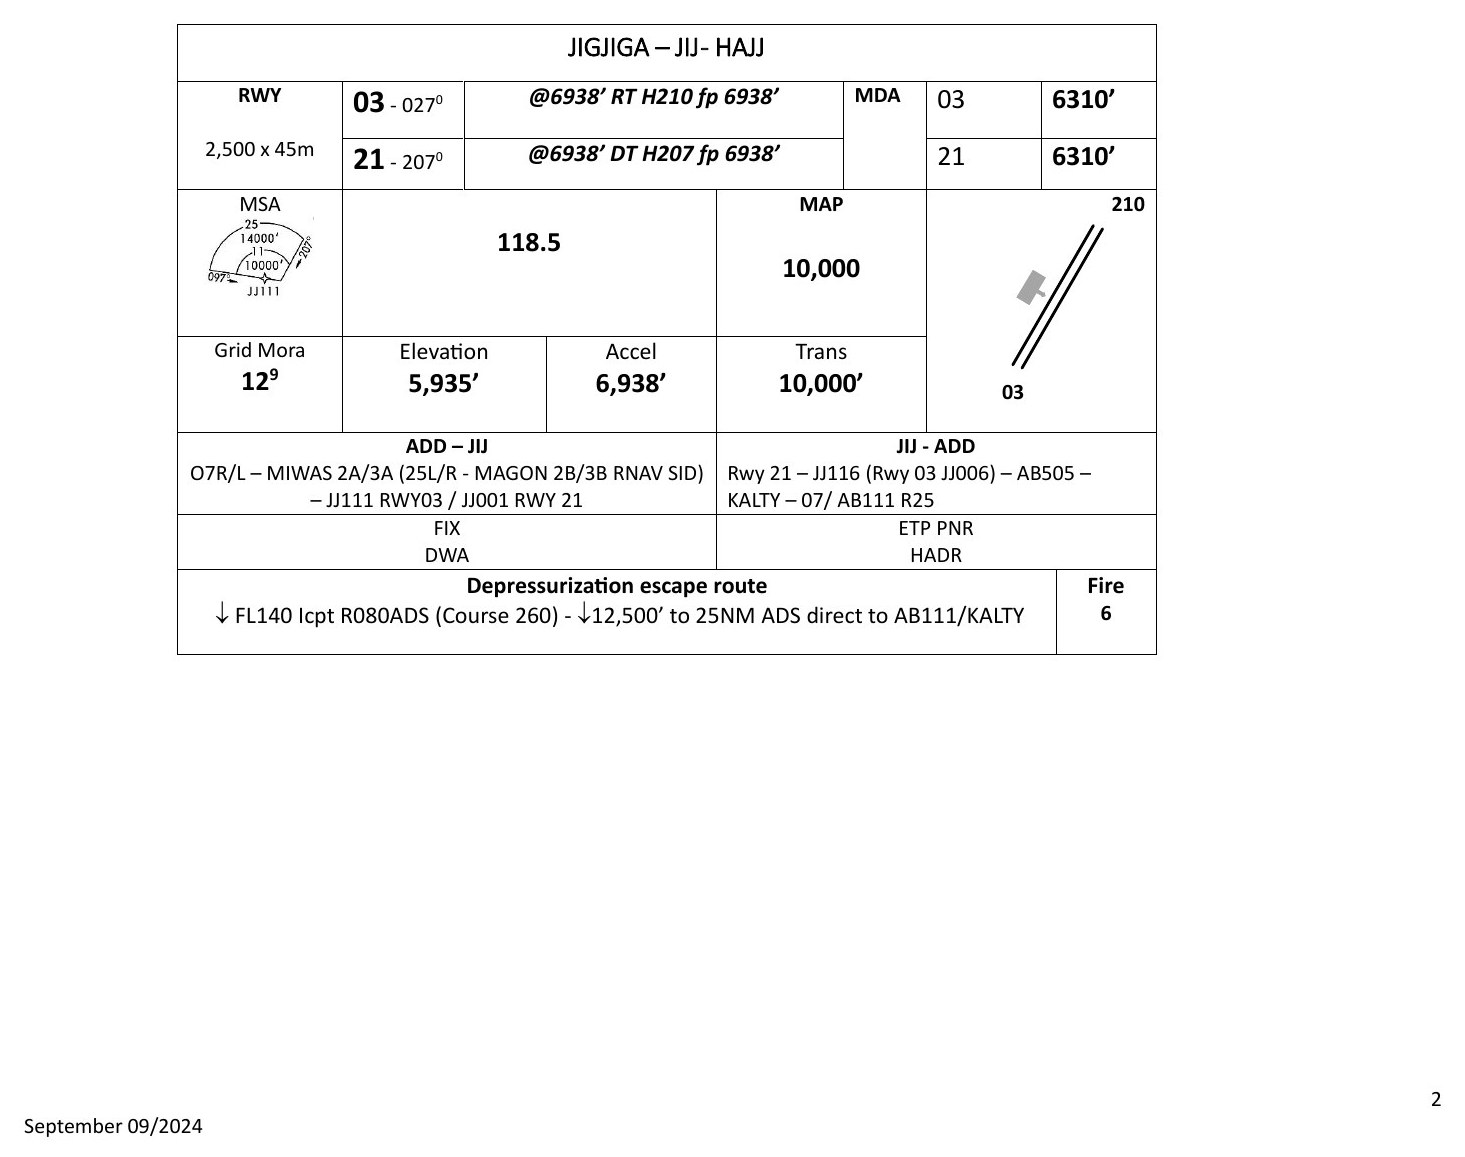 JIGJIGA – JIJ- HAJJ
RWY
2,500 x 45m
03 - 027⁰
@6938’ RT H210 fp 6938’
21 - 207⁰
@6938’ DT H207 fp 6938’
MDA
03
6310’
21
6310’
MSA
25
14000’
11
10000’
097°
207°
JJ111
118.5
MAP
10,000
210
03
Grid Mora
12⁹
Elevation
5,935’
Accel
6,938’
Trans
10,000’
ADD – JIJ
O7R/L – MIWAS 2A/3A (25L/R - MAGON 2B/3B RNAV SID)
– JJ111 RWY03 / JJ001 RWY 21
JIJ - ADD
Rwy 21 – JJ116 (Rwy 03 JJ006) – AB505 –
KALTY – 07/ AB111 R25
FIX
DWA
ETP PNR
HADR
Depressurization escape route
↓ FL140 Icpt R080ADS (Course 260) - ↓12,500’ to 25NM ADS direct to AB111/KALTY
Fire
6
2
September 09/2024